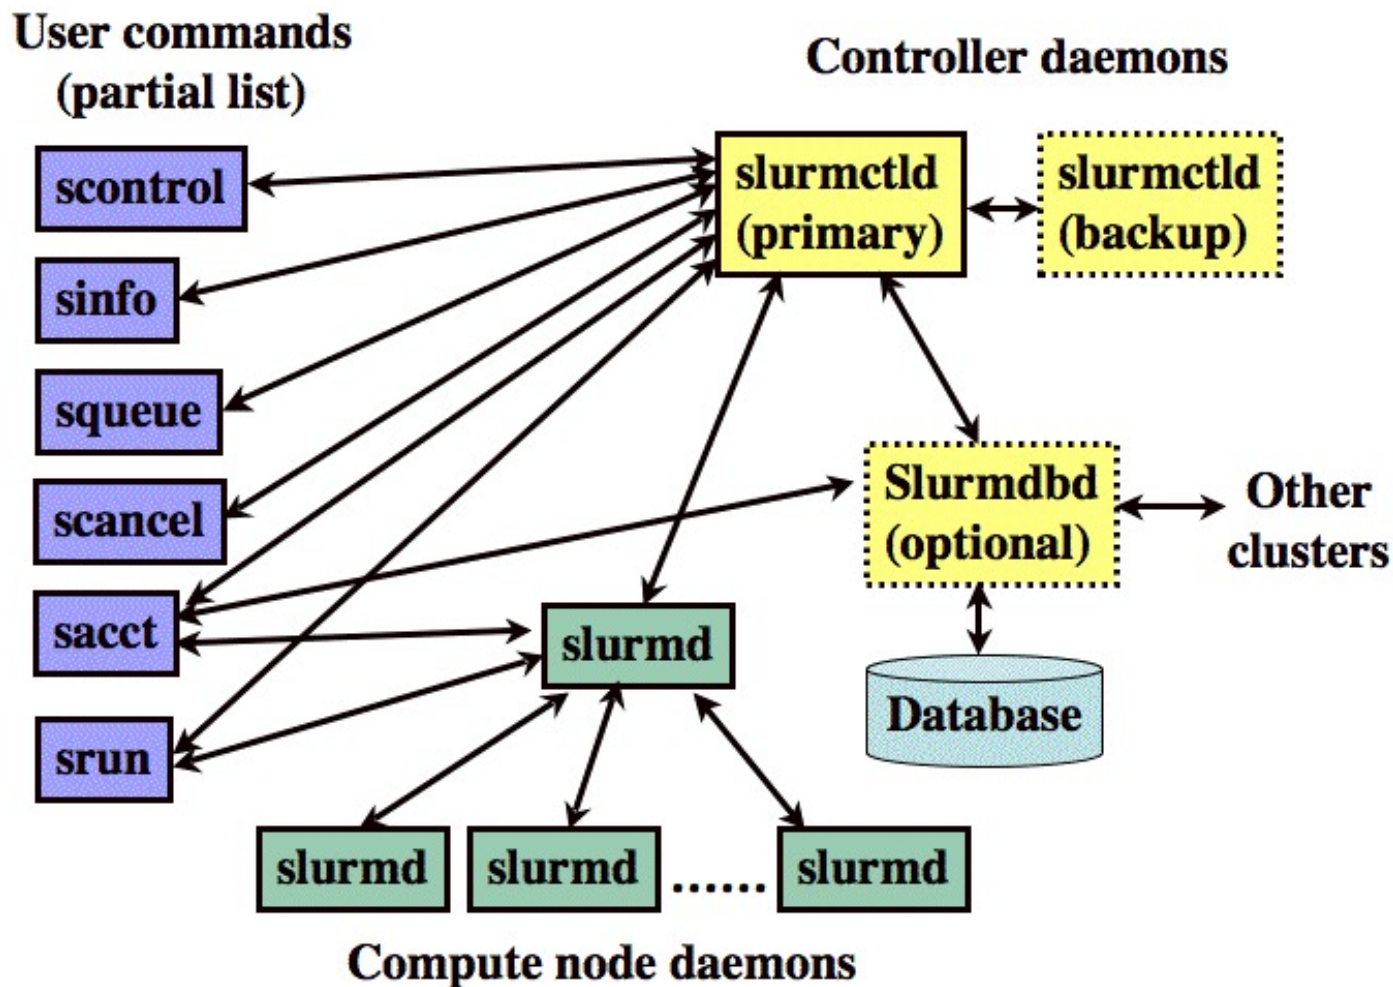 User commands
(partial list)
Controller daemons
scontrol
slurmctld
(primary)
slurmctld
(backup)
sinfo
squeue
scancel
Slurmdbd
(optional)
Other
clusters
sacct
slurmd
Database
srun
slurmd
slurmd
......
slurmd
Compute node daemons